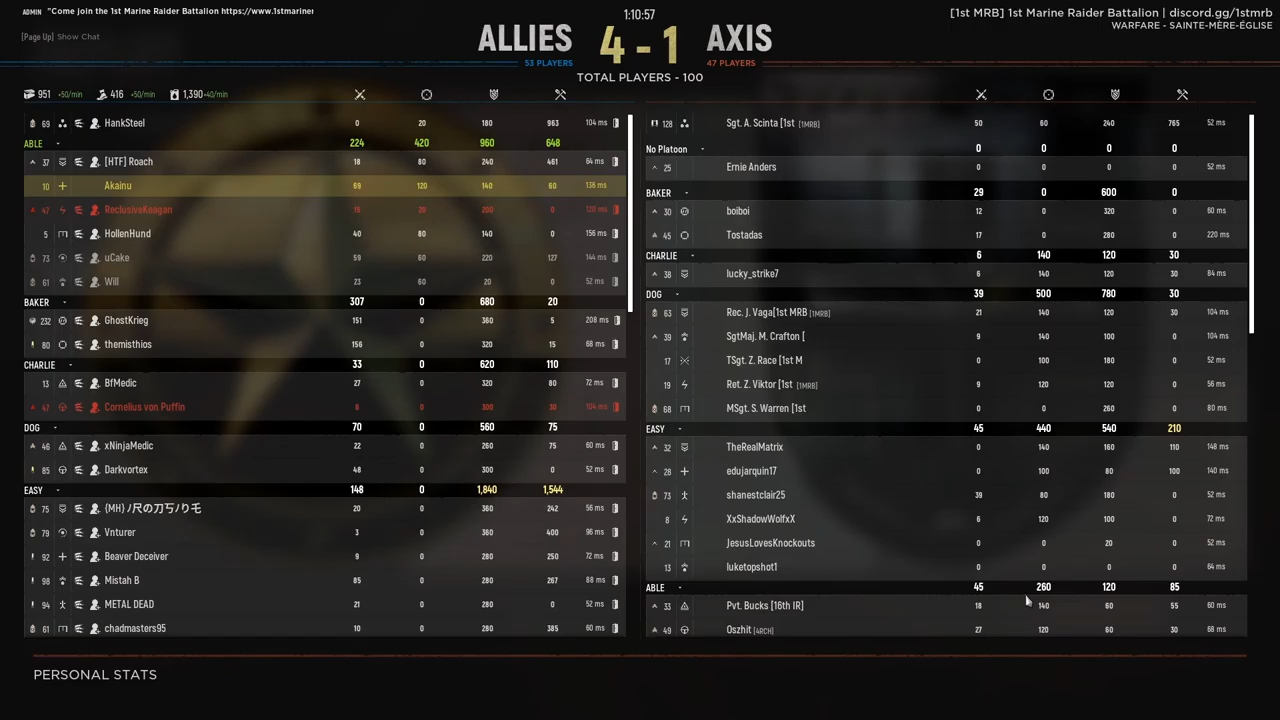 ADMIN "Come join the 1st Marine Raider Battalion https://www.1stmariner
[Page Up] Show Chat
1:10:57
ALLIES 4 - 1 AXIS
53 PLAYERS 47 PLAYERS
TOTAL PLAYERS - 100
[1st MRB] 1st Marine Raider Battalion | discord.gg/1stmrb
WARFARE - SAINTE-MÈRE-ÉGLISE
951 +50/min 416 +50/min 1,390 +40/min
69 HankSteel 0 20 180 963 104 ms
ABLE 224 420 960 648
37 [HTF] Roach 18 80 240 461 64 ms
10 Akainu 69 120 140 60 136 ms
47 ReclusiveKeagan 15 20 200 0 120 ms
5 HollenHund 40 80 140 0 156 ms
73 uCake 59 60 220 127 144 ms
61 Will 23 60 20 0 52 ms
BAKER 307 0 680 20
232 GhostKrieg 151 0 360 5 208 ms
80 themisthios 156 0 320 15 68 ms
CHARLIE 33 0 620 110
13 BfMedic 27 0 320 80 72 ms
47 Cornelius von Puffin 6 0 300 30 104 ms
DOG 70 0 560 75
46 xNinjaMedic 22 0 260 75 60 ms
85 Darkvortex 48 0 300 0 52 ms
EASY 148 0 1,840 1,544
75 {MH} ﾉ尺の刀丂ﾉり乇 20 0 360 242 56 ms
79 Vnturer 3 0 360 400 96 ms
92 Beaver Deceiver 9 0 280 250 72 ms
98 Mistah B 85 0 280 267 88 ms
94 METAL DEAD 21 0 280 0 52 ms
61 chadmasters95 10 0 280 385 60 ms
128 Sgt. A. Scinta [1st [1MRB] 50 60 240 765 52 ms
No Platoon 0 0 0 0
25 Ernie Anders 0 0 0 0 52 ms
BAKER 29 0 600 0
30 boiboi 12 0 320 0 60 ms
45 Tostadas 17 0 280 0 220 ms
CHARLIE 6 140 120 30
38 lucky_strike7 6 140 120 30 84 ms
DOG 39 500 780 30
63 Rec. J. Vaga[1st MRB [1MRB] 21 140 120 30 104 ms
39 SgtMaj. M. Crafton [ 9 140 100 0 104 ms
17 TSgt. Z. Race [1st M 0 100 180 0 52 ms
19 Ret. Z. Viktor [1st [1MRB] 9 120 120 0 56 ms
68 MSgt. S. Warren [1st 0 0 260 0 80 ms
EASY 45 440 540 210
32 TheRealMatrix 0 140 160 110 148 ms
28 edujarquin17 0 100 80 100 140 ms
73 shanestclair25 39 80 180 0 52 ms
8 XxShadowWolfxX 6 120 100 0 72 ms
21 JesusLovesKnockouts 0 0 20 0 52 ms
13 luketopshot1 0 0 0 0 64 ms
ABLE 45 260 120 85
33 Pvt. Bucks [16th IR] 18 140 60 55 60 ms
49 Oszhit [4RCH] 27 120 60 30 68 ms
PERSONAL STATS